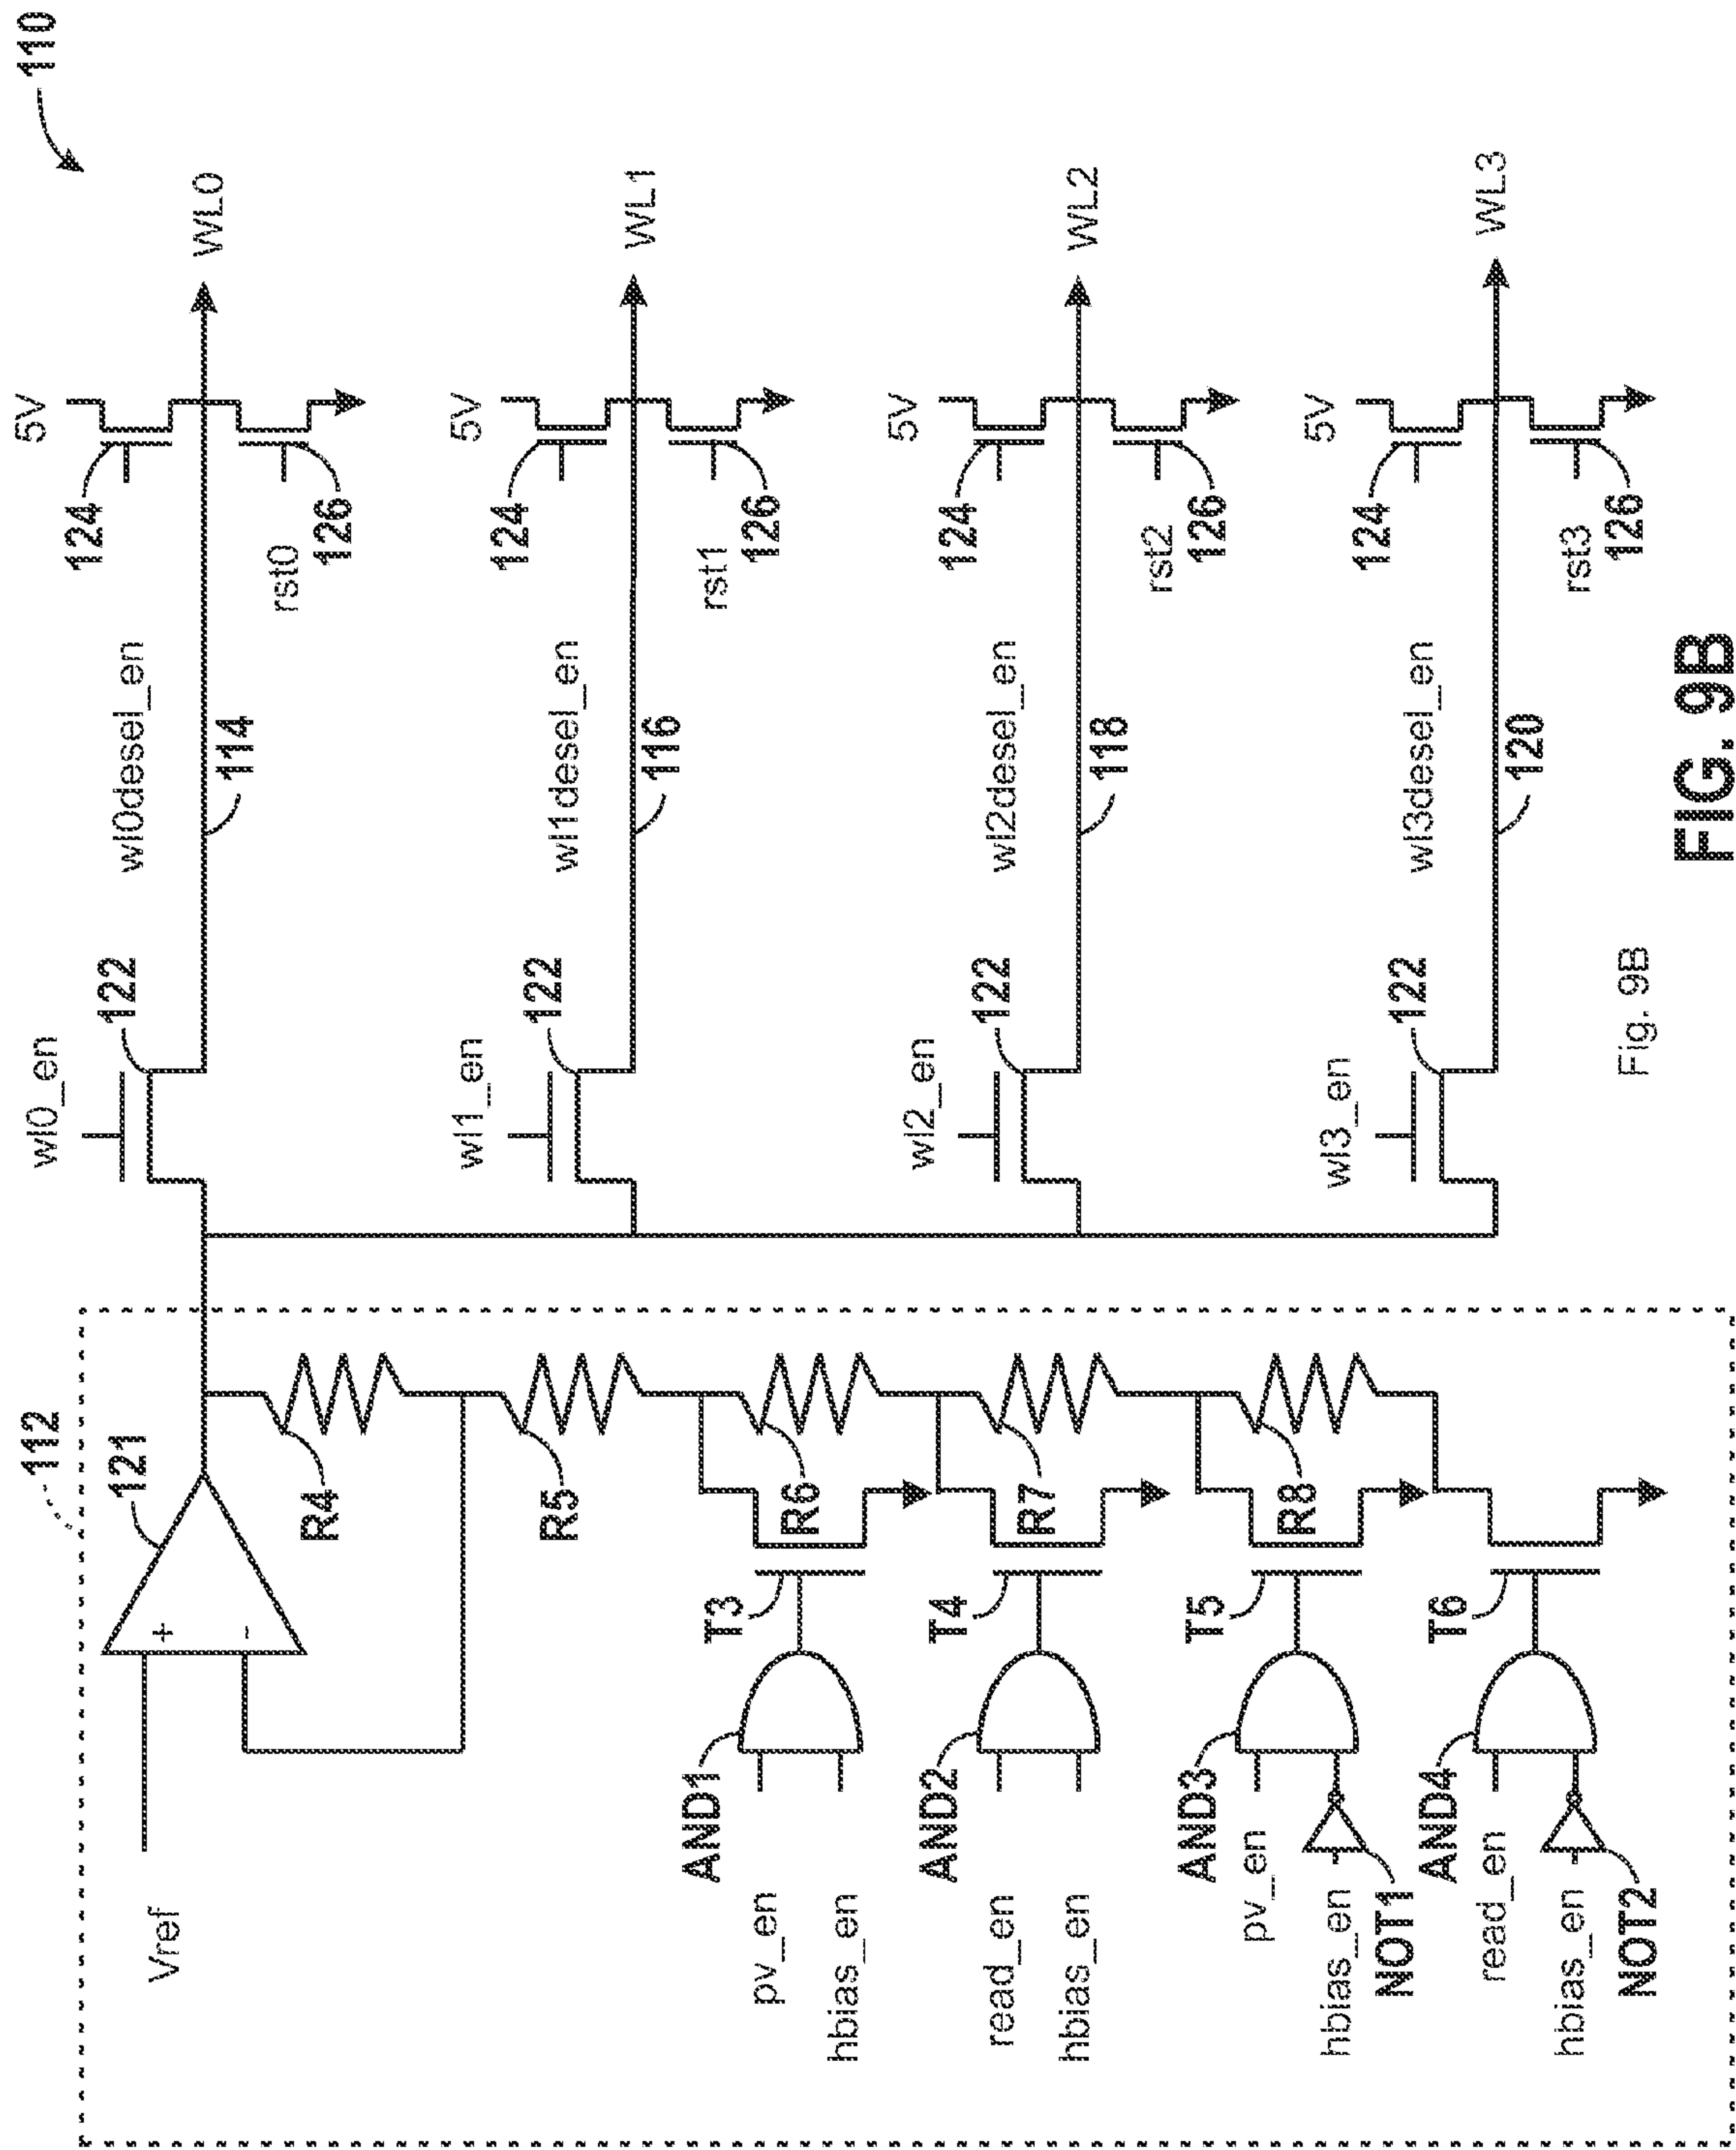 110
112
121
Vref
+
-
R4
R5
R6
R7
R8
T3
T4
T5
T6
AND1
pv_en
hbias_en
AND2
read_en
hbias_en
AND3
pv_en
hbias_en
NOT1
AND4
read_en
hbias_en
NOT2
wl0_en
122
wl0desel_en
114
5V
124
rst0
126
WL0
wl1_en
122
wl1desel_en
116
5V
124
rst1
126
WL1
wl2_en
122
wl2desel_en
118
5V
124
rst2
126
WL2
wl3_en
122
wl3desel_en
120
5V
124
rst3
126
WL3
Fig. 9B
FIG. 9B